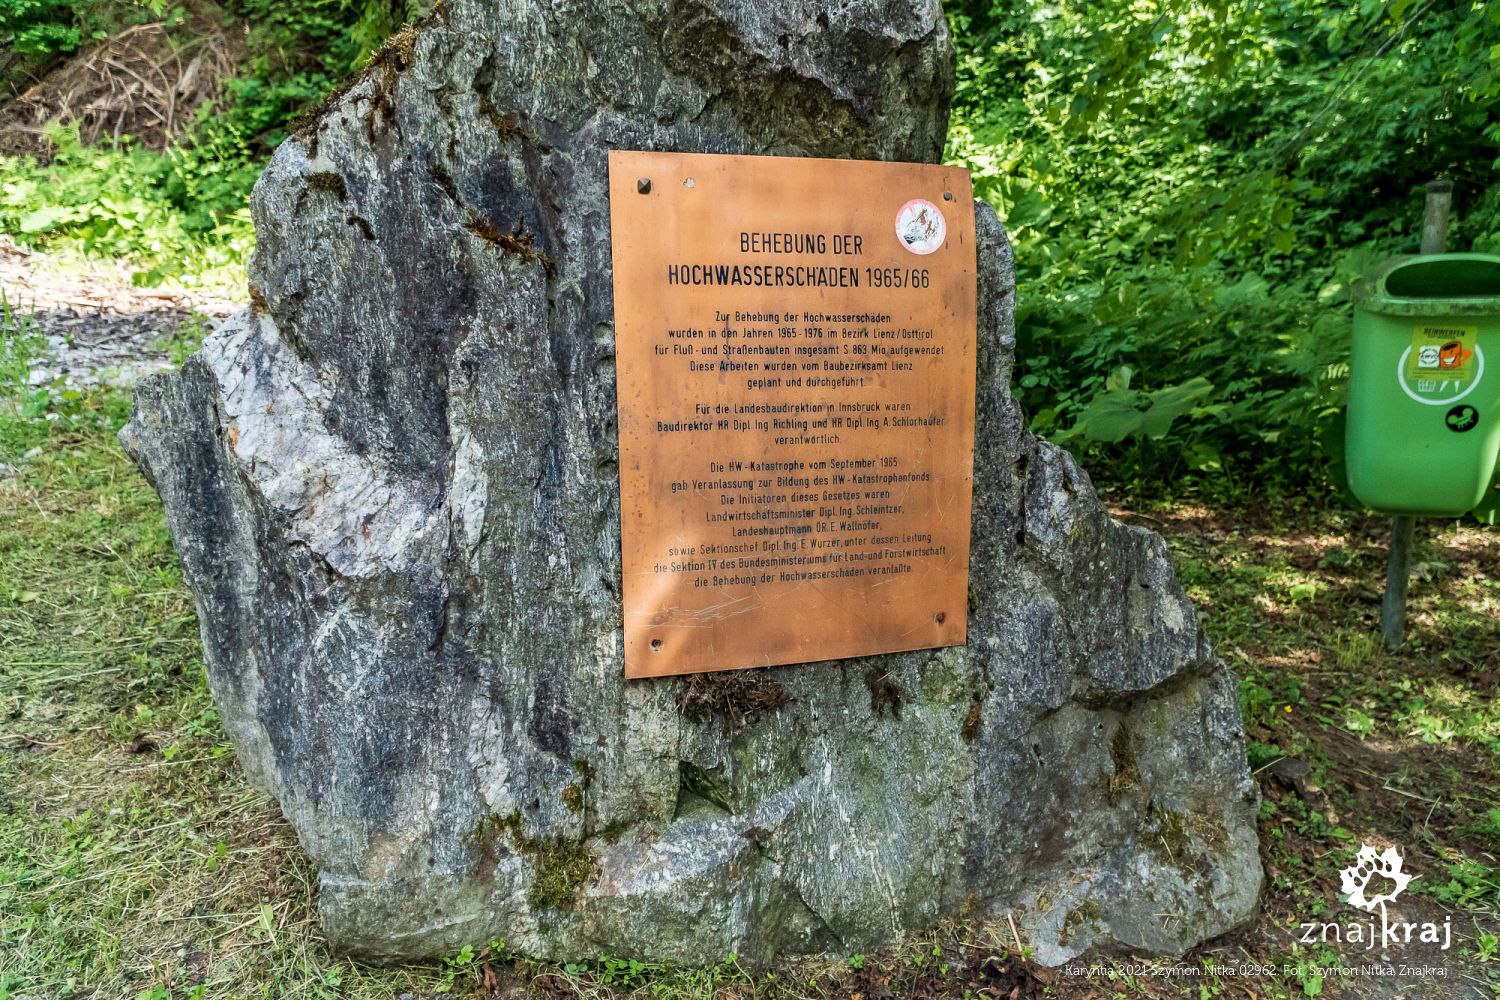 BEHEBUNG DER
HOCHWASSERSCHÄDEN 1965/66
Zur Behebung der Hochwasserschäden
wurden in den Jahren 1965-1976 im Bezirk Lienz/Osttirol
für Fluß- und Straßenbauten insgesamt S 863 Mio aufgewendet
Diese Arbeiten wurden vom Baubezirksamt Lienz
geplant und durchgeführt.
Für die Landesbaudirektion in Innsbruck waren
Baudirektor HR Dipl. Ing. Richling und HR Dipl. Ing. A. Schlorhaufer
verantwortlich.
Die HW-Katastrophe vom September 1965
gab Veranlassung zur Bildung des HW-Katastrophenfonds
Die Initiatoren dieses Gesetzes waren
Landwirtschaftsminister Dipl. Ing. Schleintzer,
Landeshauptmann ÖR. E. Wallnöfer,
sowie Sektionschef Dipl. Ing. E. Wurzer, unter dessen Leitung
die Sektion IV des Bundesministeriums für Land-und Forstwirtschaft
die Behebung der Hochwasserschäden veranlaßte.
REINWERFEN
znajkraj
Karyntia 2021 Szymon Nitka 02962. Fot. Szymon Nitka, Znajkraj